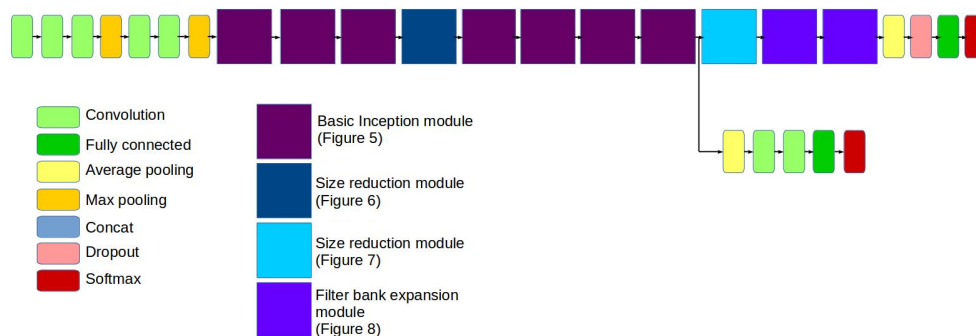 Convolution
Fully connected
Average pooling
Max pooling
Concat
Dropout
Softmax
Basic Inception module
(Figure 5)
Size reduction module
(Figure 6)
Size reduction module
(Figure 7)
Filter bank expansion
module
(Figure 8)